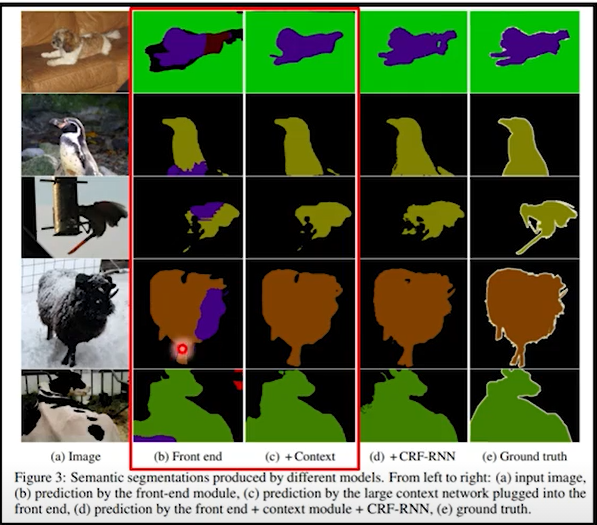 (a) Image (b) Front end (c) + Context (d) + CRF-RNN (e) Ground truth
Figure 3: Semantic segmentations produced by different models. From left to right: (a) input image,
(b) prediction by the front-end module, (c) prediction by the large context network plugged into the
front end, (d) prediction by the front end + context module + CRF-RNN, (e) ground truth.